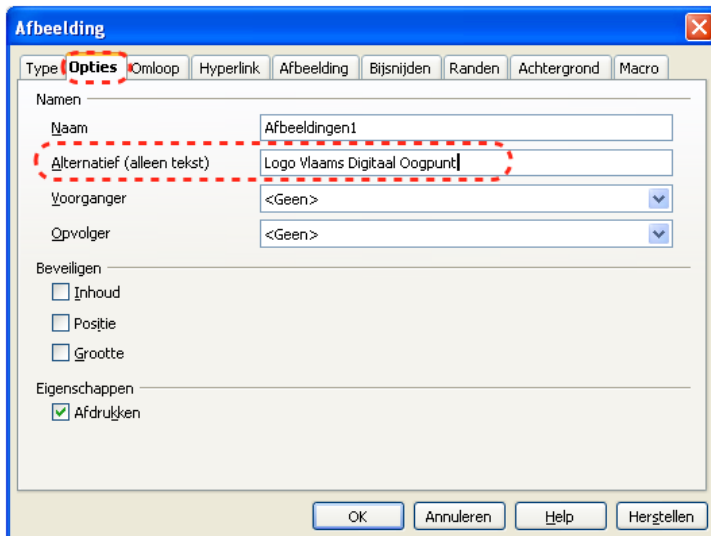 Afbeelding
Type Opties Omloop Hyperlink Afbeelding Bijsnijden Randen Achtergrond Macro
Namen
Naam Afbeeldingen1
Alternatief (alleen tekst) Logo Vlaams Digitaal Oogpunt
Voorganger <Geen>
Opvolger <Geen>
Beveiligen
Inhoud
Positie
Grootte
Eigenschappen
Afdrukken
OK Annuleren Help Herstellen